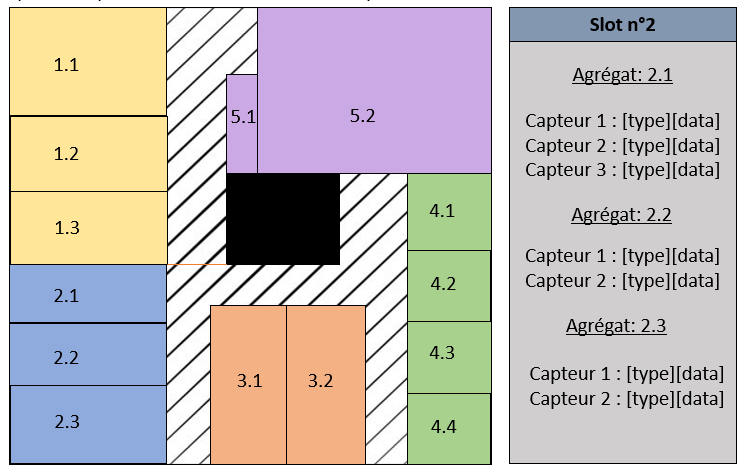 1.1
1.2
1.3
2.1
2.2
2.3
5.1
5.2
3.1
3.2
4.1
4.2
4.3
4.4
Slot n°2
Agrégat: 2.1
Capteur 1 : [type][data]
Capteur 2 : [type][data]
Capteur 3 : [type][data]
Agrégat: 2.2
Capteur 1 : [type][data]
Capteur 2 : [type][data]
Agrégat: 2.3
Capteur 1 : [type][data]
Capteur 2 : [type][data]